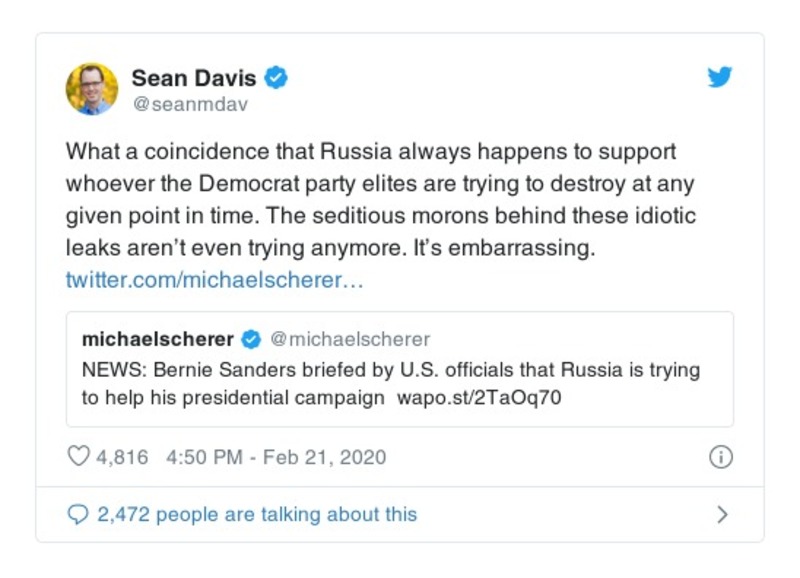 Sean Davis
@seanmdav
What a coincidence that Russia always happens to support
whoever the Democrat party elites are trying to destroy at any
given point in time. The seditious morons behind these idiotic
leaks aren’t even trying anymore. It’s embarrassing.
twitter.com/michaelscherer…
michaelscherer @michaelscherer
NEWS: Bernie Sanders briefed by U.S. officials that Russia is trying
to help his presidential campaign wapo.st/2TaOq70
4,816 4:50 PM - Feb 21, 2020
2,472 people are talking about this